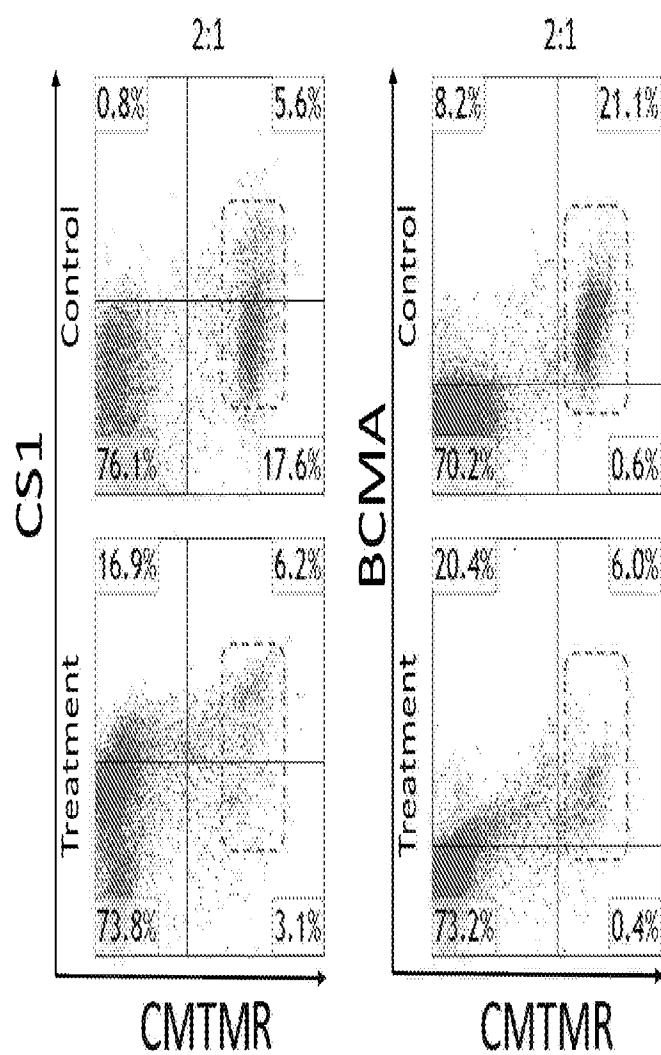 2:1
2:1
CS1
Control
0.8%
5.6%
76.1%
17.6%
Treatment
16.9%
6.2%
73.8%
3.1%
CMTMR
BCMA
Control
8.2%
21.1%
70.2%
0.6%
Treatment
20.4%
6.0%
73.2%
0.4%
CMTMR